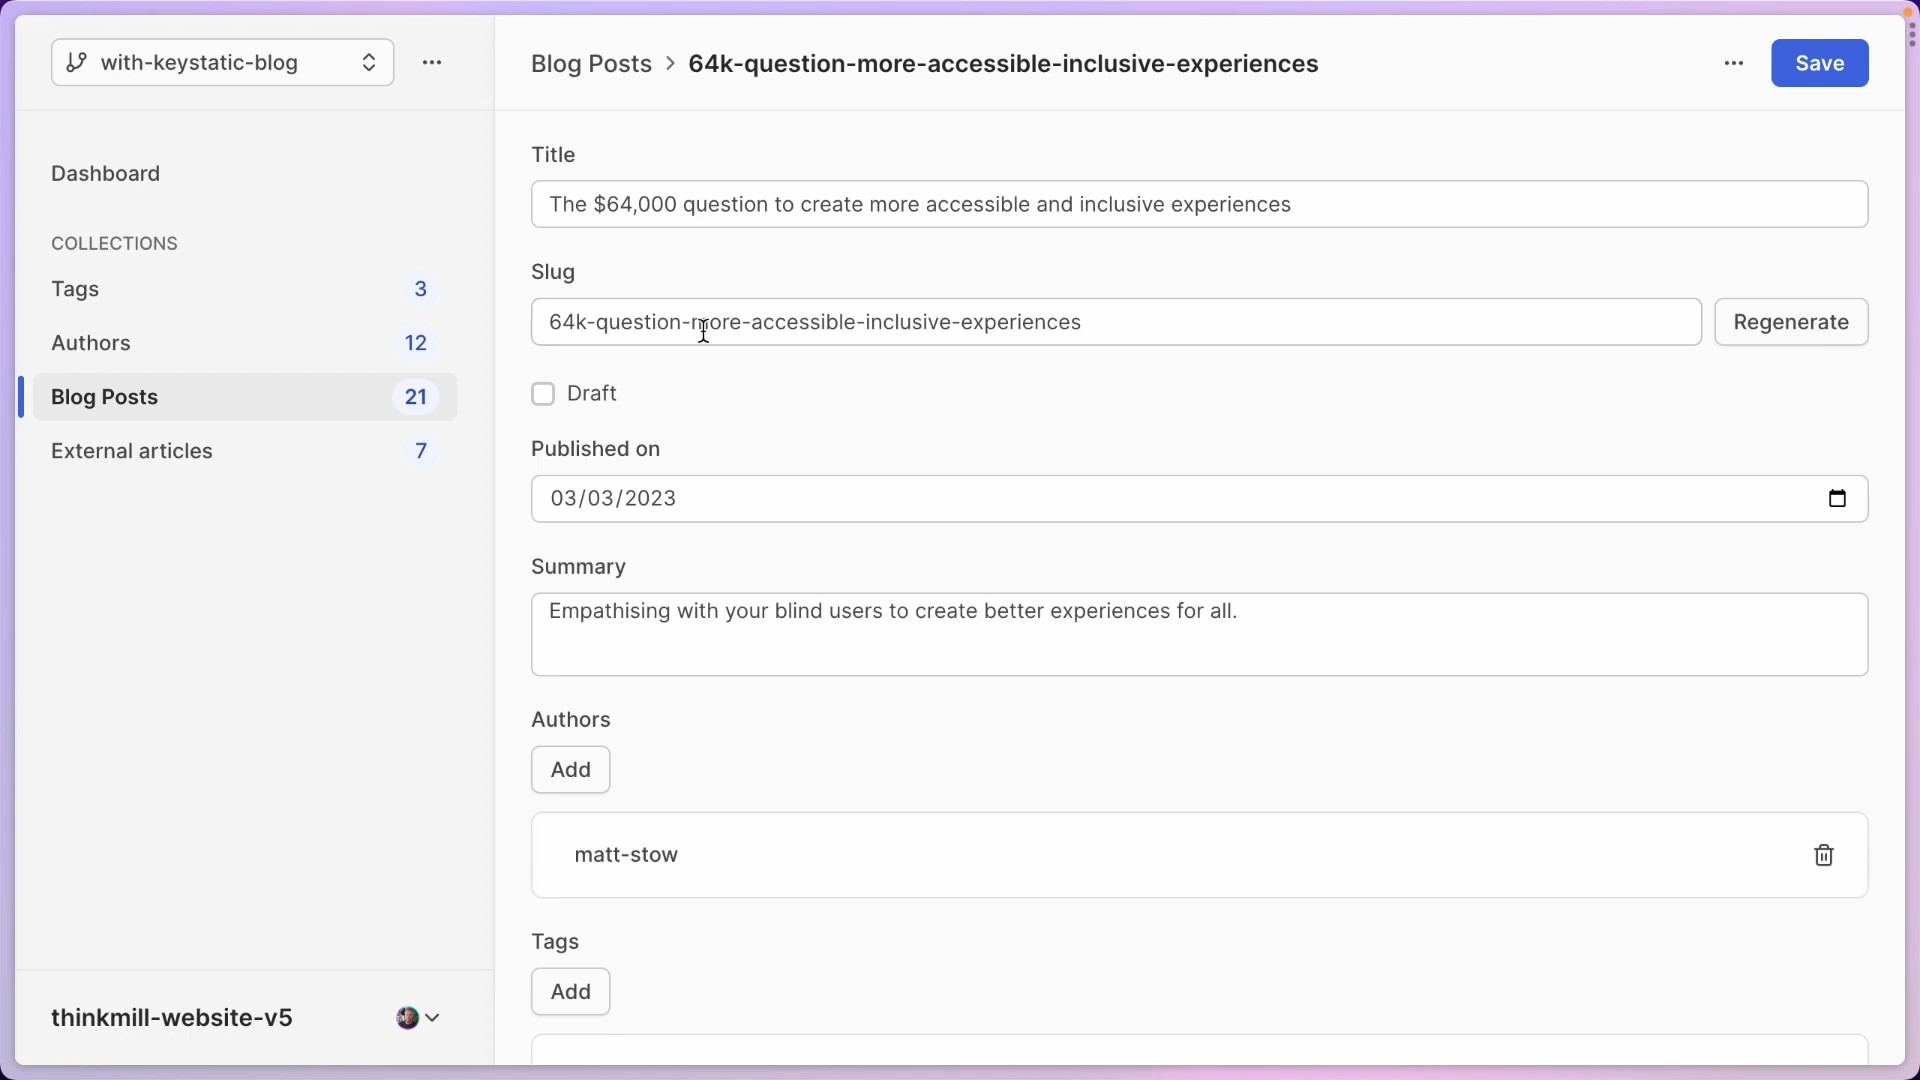 with-keystatic-blog
Dashboard
COLLECTIONS
Tags 3
Authors 12
Blog Posts 21
External articles 7
thinkmill-website-v5
Blog Posts > 64k-question-more-accessible-inclusive-experiences
Save
Title
The $64,000 question to create more accessible and inclusive experiences
Slug
64k-question-more-accessible-inclusive-experiences
Regenerate
Draft
Published on
03/03/2023
Summary
Empathising with your blind users to create better experiences for all.
Authors
Add
matt-stow
Tags
Add